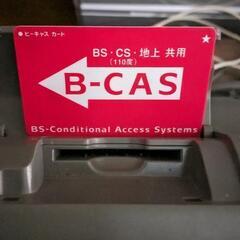 ● ビーキャス カード
★
BS・CS・地上 共用
(110度)
B-CAS
BS-Conditional Access Systems